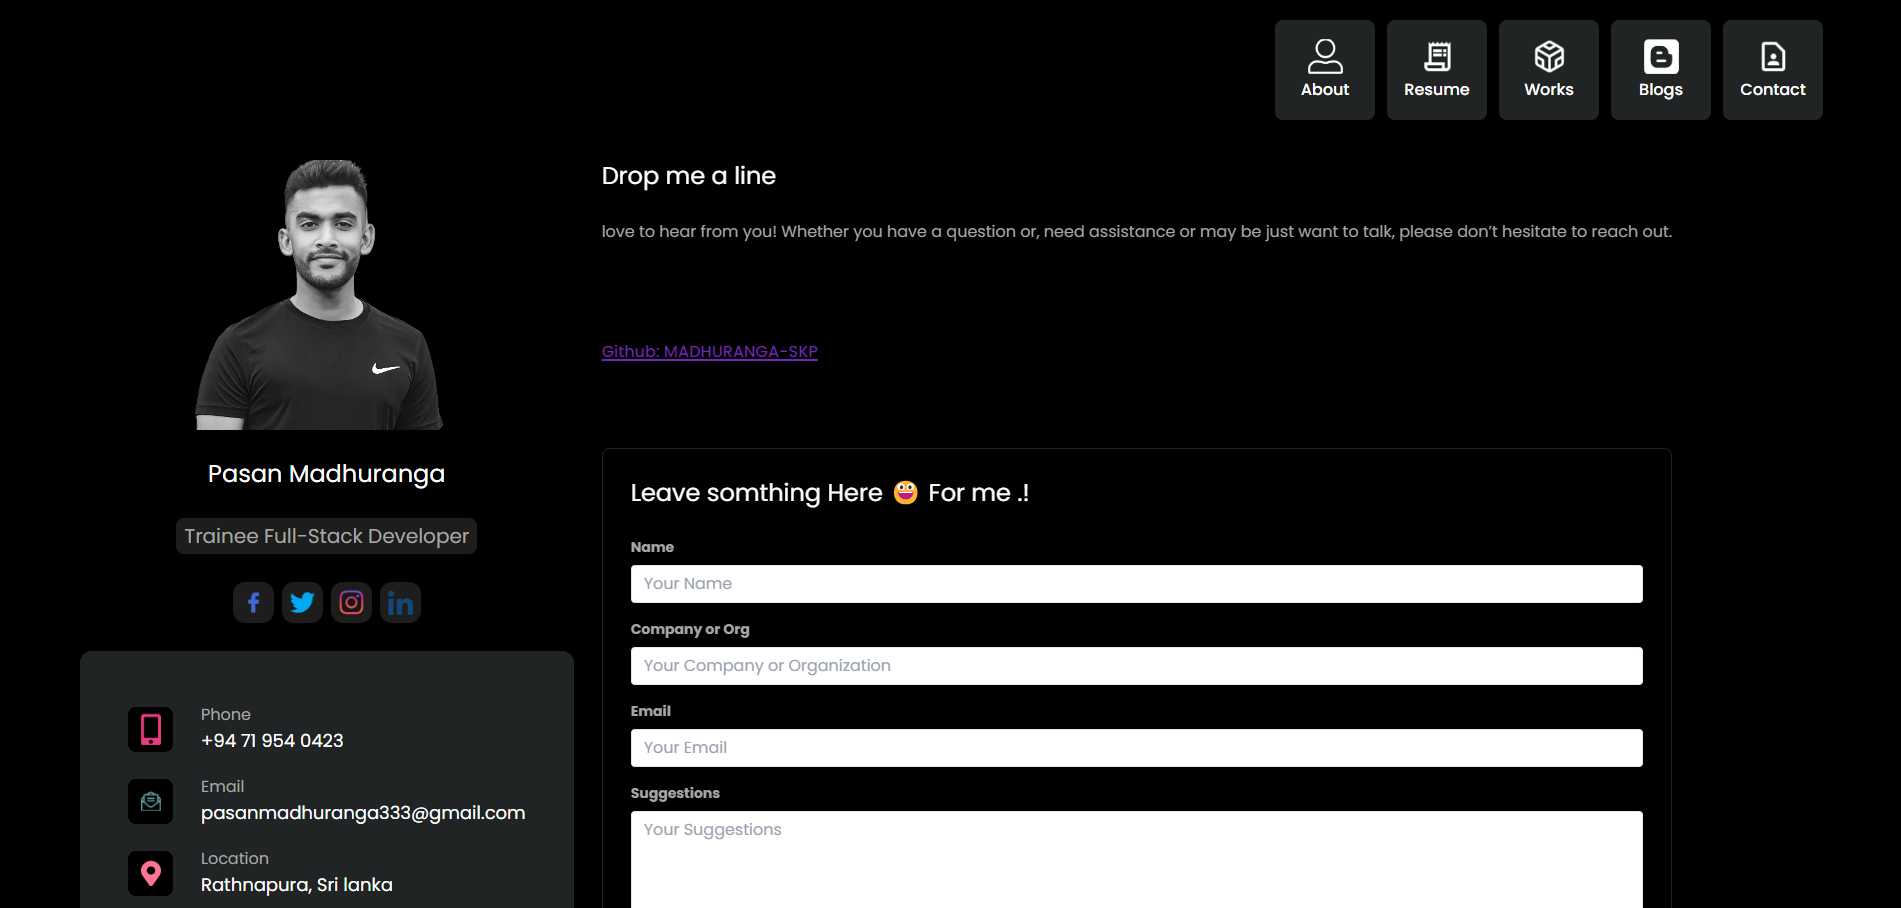 About
Resume
Works
Blogs
Contact
Drop me a line
love to hear from you! Whether you have a question or, need assistance or may be just want to talk, please don’t hesitate to reach out.
Github: MADHURANGA-SKP
Pasan Madhuranga
Trainee Full-Stack Developer
Phone
+94 71 954 0423
Email
pasanmadhuranga333@gmail.com
Location
Rathnapura, Sri lanka
Leave somthing Here 😀 For me .!
Name
Your Name
Company or Org
Your Company or Organization
Email
Your Email
Suggestions
Your Suggestions